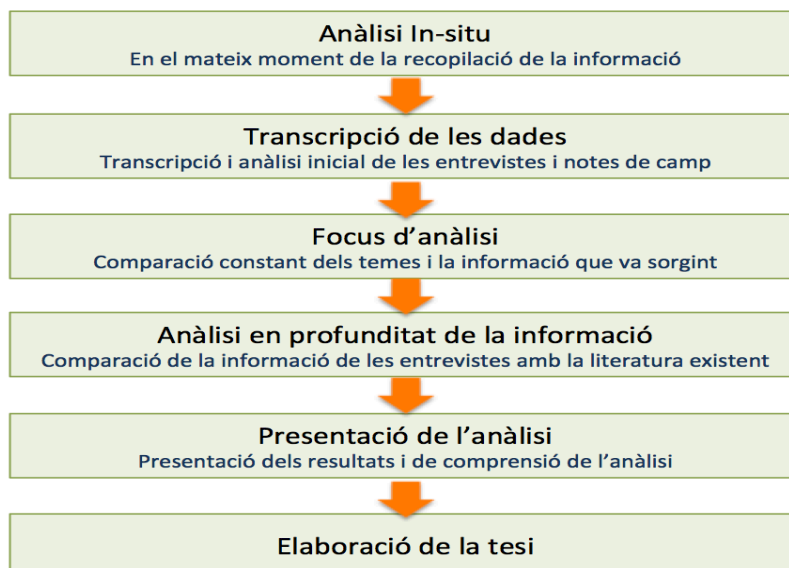 Anàlisi In-situ
En el mateix moment de la recopilació de la informació
Transcripció de les dades
Transcripció i anàlisi inicial de les entrevistes i notes de camp
Focus d’anàlisi
Comparació constant dels temes i la informació que va sorgint
Anàlisi en profunditat de la informació
Comparació de la informació de les entrevistes amb la literatura existent
Presentació de l’anàlisi
Presentació dels resultats i de comprensió de l’anàlisi
Elaboració de la tesi